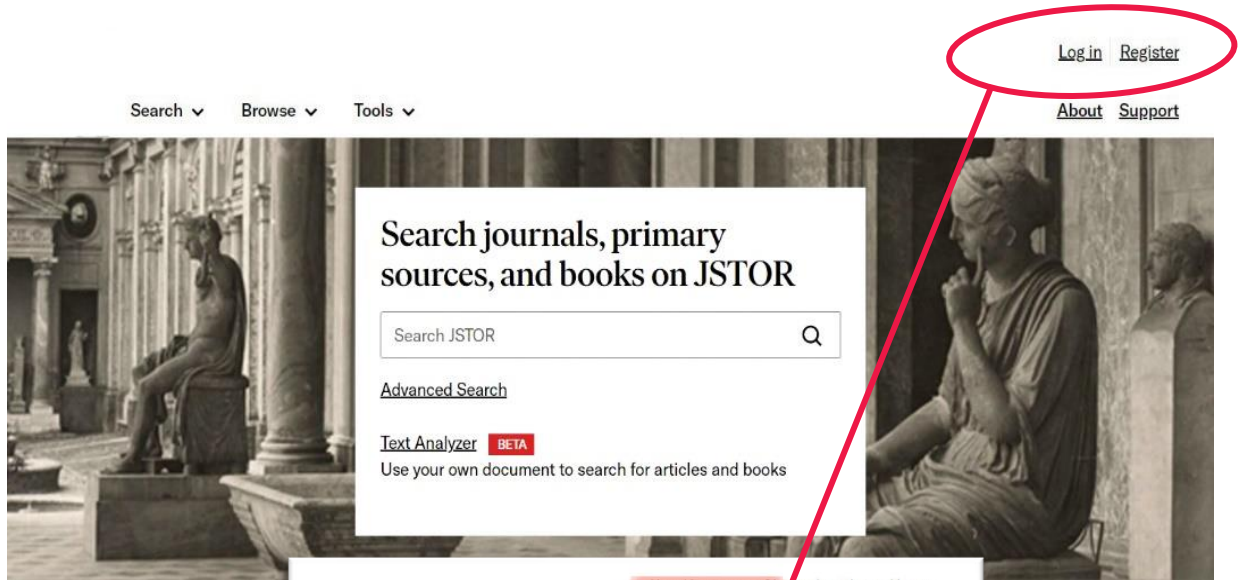 Log in Register
Search Browse Tools About Support
Search journals, primary
sources, and books on JSTOR
Search JSTOR
Advanced Search
Text Analyzer BETA
Use your own document to search for articles and books